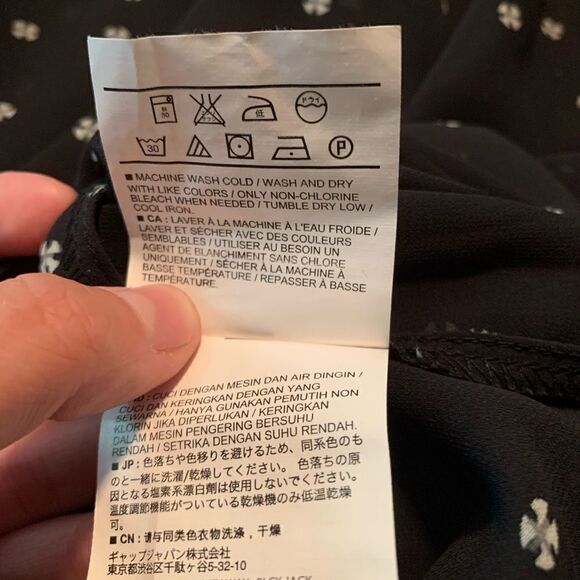 低
ドライ
30
P
■ MACHINE WASH COLD / WASH AND DRY
WITH LIKE COLORS / ONLY NON-CHLORINE
BLEACH WHEN NEEDED / TUMBLE DRY LOW /
COOL IRON.
■ CA : LAVER À LA MACHINE À L'EAU FROIDE /
LAVER ET SÉCHER AVEC DES COULEURS
SEMBLABLES / UTILISER AU BESOIN UN
AGENT DE BLANCHIMENT SANS CHLORE
UNIQUEMENT / SÉCHER À LA MACHINE À
BASSE TEMPÉRATURE / REPASSER À BASSE
TEMPÉRATURE.
CUCI DENGAN MESIN DAN AIR DINGIN /
CUCI DAN KERINGKAN DENGAN YANG
SEWARNA / HANYA GUNAKAN PEMUTIH NON
KLORIN JIKA DIPERLUKAN / KERINGKAN
DALAM MESIN PENGERING BERSUHU
RENDAH / SETRIKA DENGAN SUHU RENDAH.
■ JP : 色落ちや色移りを避けるため、同系色のも
のと一緒に洗濯/乾燥してください。 色落ちの原
因となる塩素系漂白剤は使用しないでください。
温度調節機能がついている乾燥機のみ低温乾燥
可。
■ CN : 请与同类色衣物洗涤，干燥
ギャップジャパン株式会社
東京都渋谷区千駄ヶ谷5-32-10